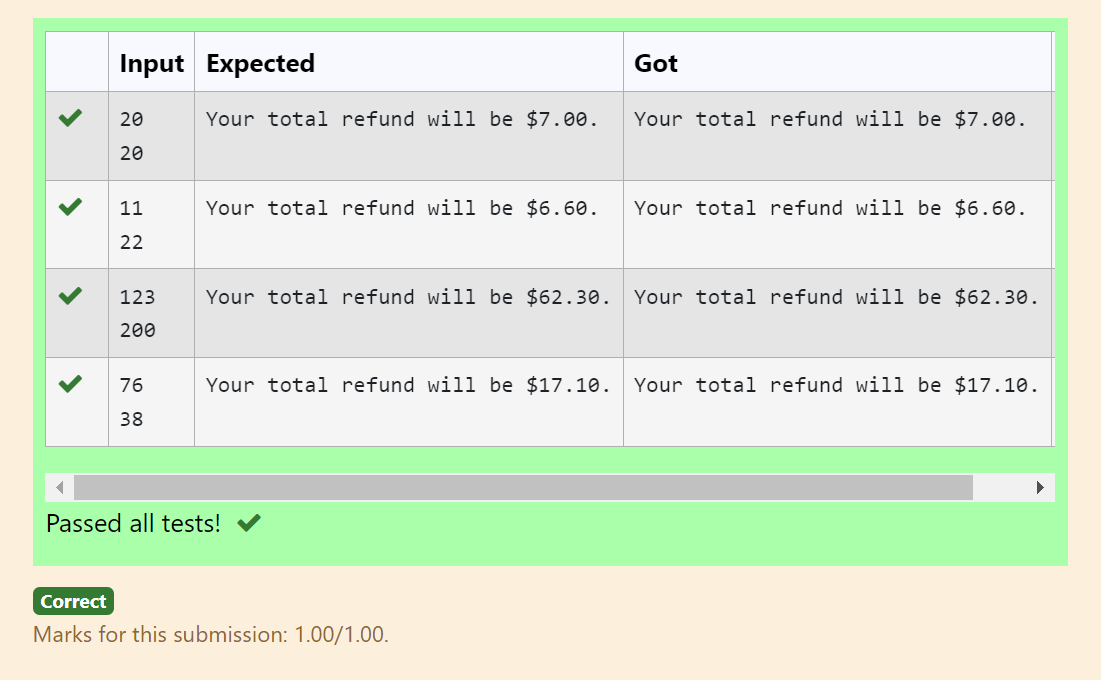 Input Expected Got
20 Your total refund will be $7.00. Your total refund will be $7.00.
20
11 Your total refund will be $6.60. Your total refund will be $6.60.
22
123 Your total refund will be $62.30. Your total refund will be $62.30.
200
76 Your total refund will be $17.10. Your total refund will be $17.10.
38
Passed all tests!
Correct
Marks for this submission: 1.00/1.00.